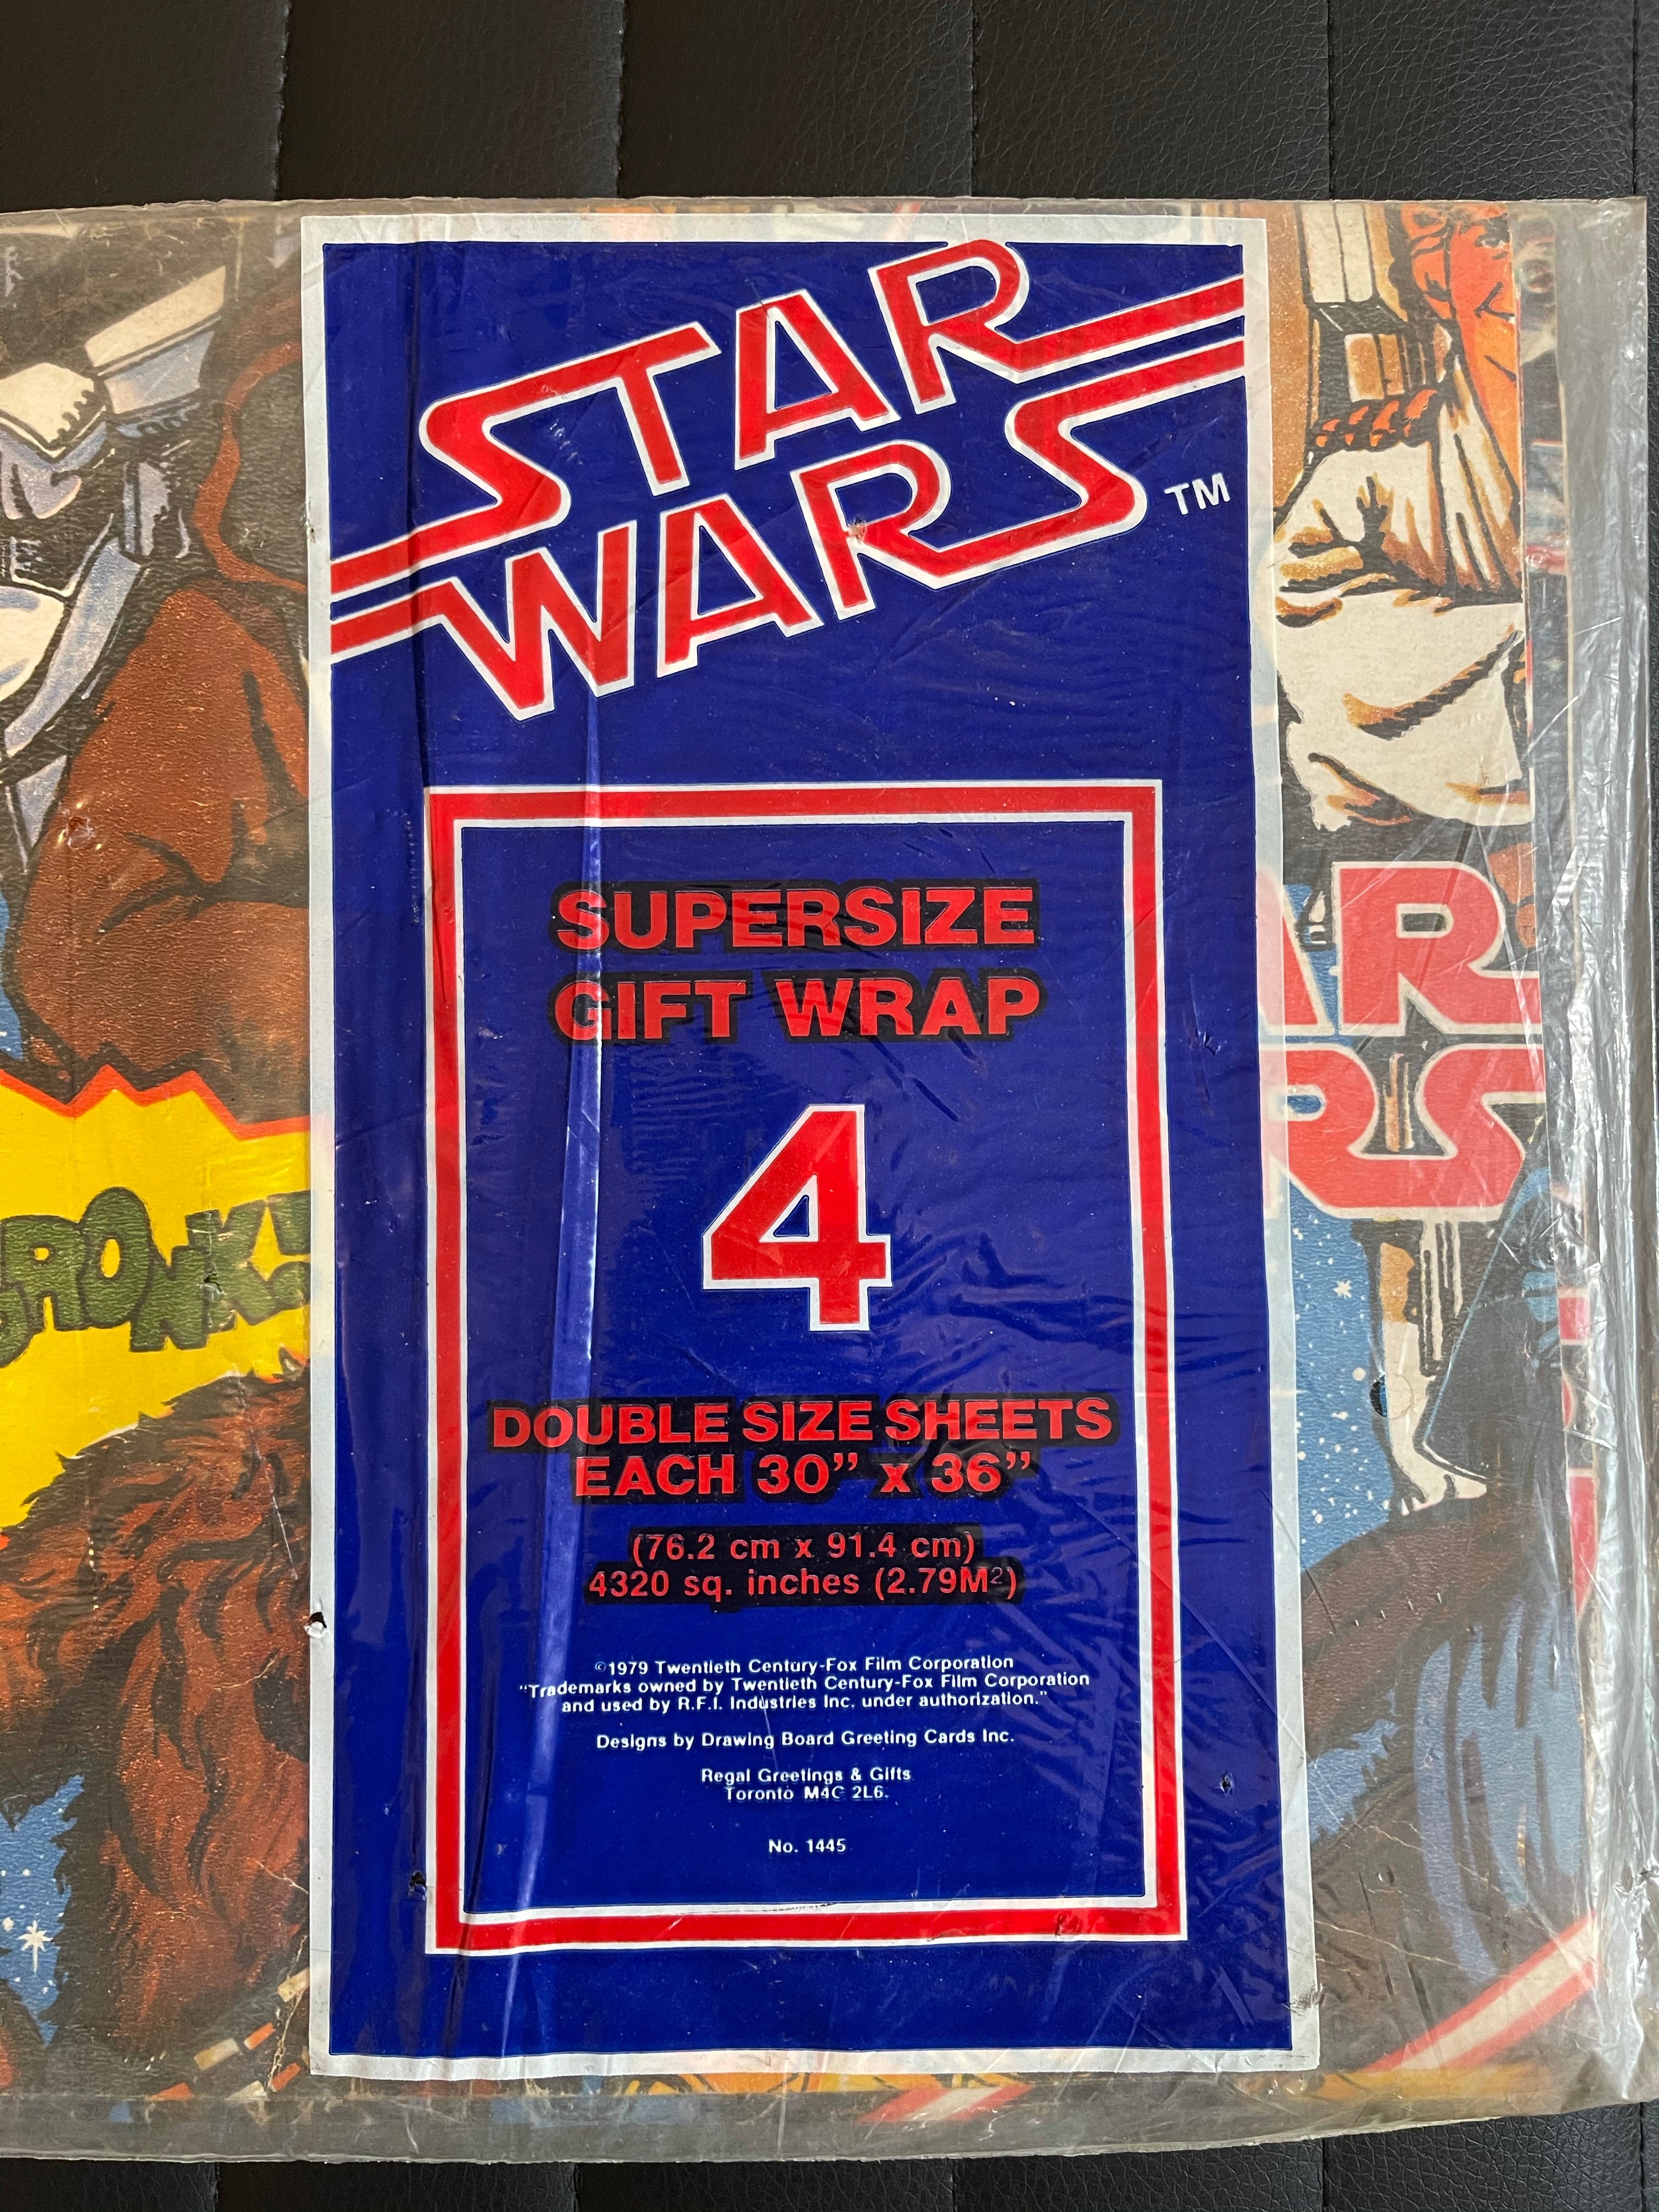 STAR
WARS
TM
SUPERSIZE
GIFT WRAP
4
DOUBLE SIZE SHEETS
EACH 30" x 36"
(76.2 cm x 91.4 cm)
4320 sq. inches (2.79M²)
©1979 Twentieth Century-Fox Film Corporation
"Trademarks owned by Twentieth Century-Fox Film Corporation
and used by R.F.I. Industries Inc. under authorization."
Designs by Drawing Board Greeting Cards Inc.
Regal Greetings & Gifts
Toronto M4C 2L6.
No. 1445
RONK!
AR
RS